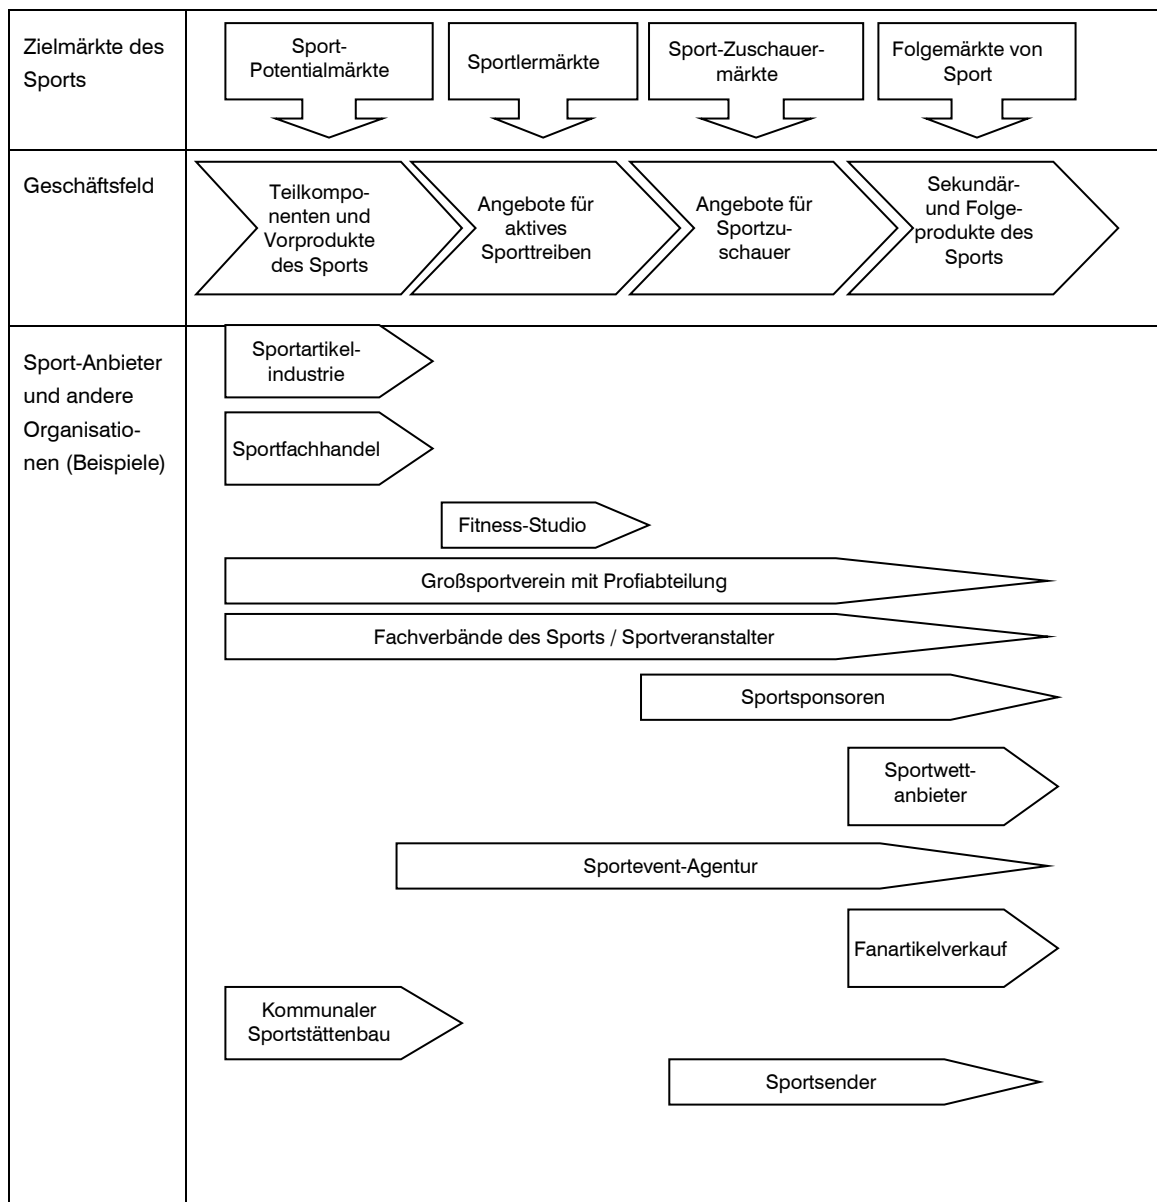 Zielmärkte des
Sports
Sport-
Potentialmärkte
Sportlermärkte
Sport-Zuschauer-
märkte
Folgemärkte von
Sport
Geschäftsfeld
Teilkompo-
nenten und
Vorprodukte
des Sports
Angebote für
aktives
Sporttreiben
Angebote für
Sportzu-
schauer
Sekundär-
und Folge-
produkte des
Sports
Sport-Anbieter
und andere
Organisatio-
nen (Beispiele)
Sportartikel-
industrie
Sportfachhandel
Fitness-Studio
Großsportverein mit Profiabteilung
Fachverbände des Sports / Sportveranstalter
Sportsponsoren
Sportwett-
anbieter
Sportevent-Agentur
Fanartikelverkauf
Kommunaler
Sportstättenbau
Sportsender